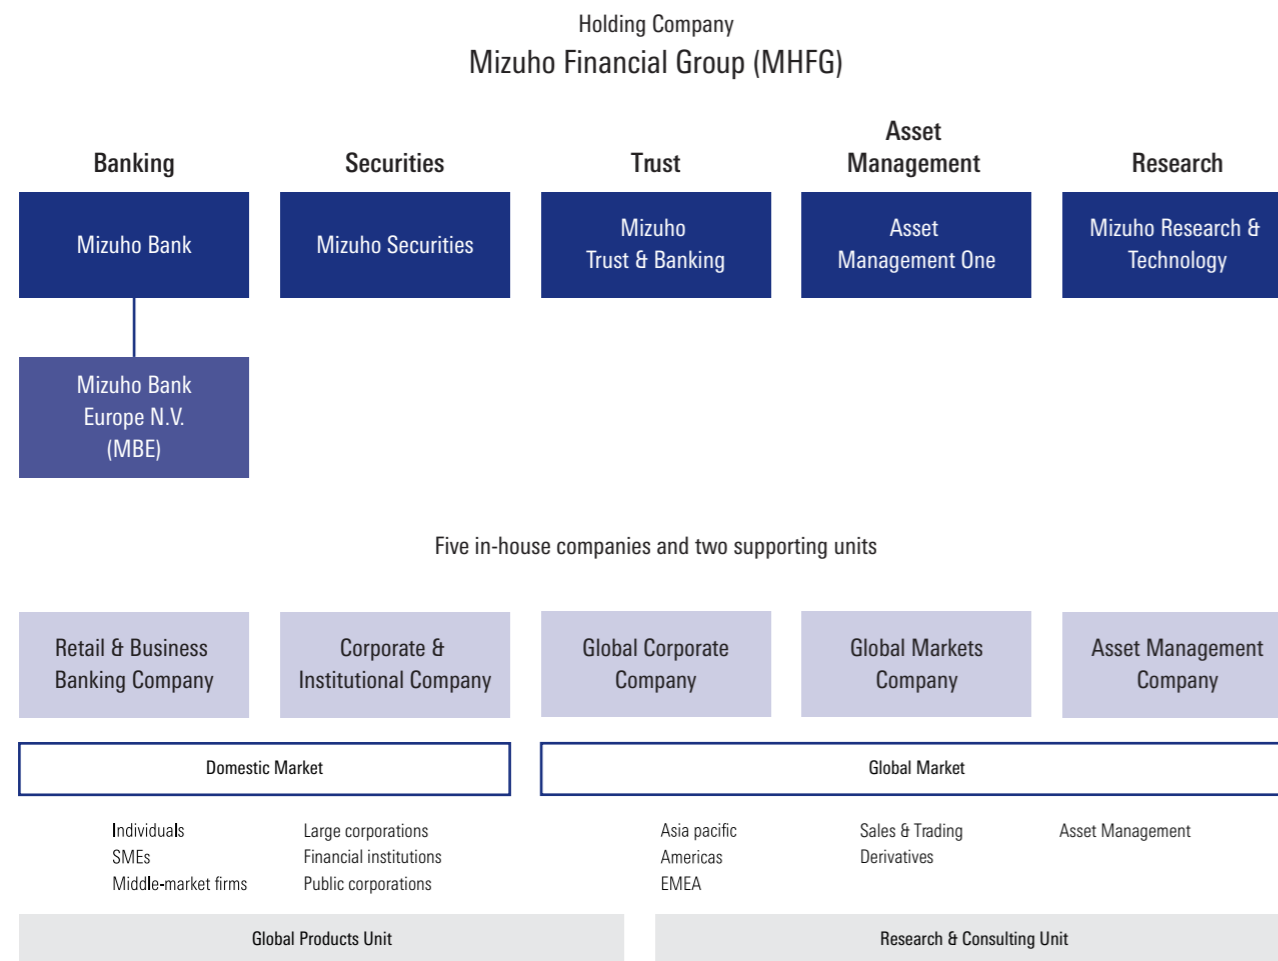 Holding Company
Mizuho Financial Group (MHFG)
Banking
Securities
Trust
Asset
Management
Research
Mizuho Bank
Mizuho Securities
Mizuho
Trust & Banking
Asset
Management One
Mizuho Research &
Technology
Mizuho Bank
Europe N.V.
(MBE)
Five in-house companies and two supporting units
Retail & Business
Banking Company
Corporate &
Institutional Company
Global Corporate
Company
Global Markets
Company
Asset Management
Company
Domestic Market
Global Market
Individuals
SMEs
Middle-market firms
Large corporations
Financial institutions
Public corporations
Asia pacific
Americas
EMEA
Sales & Trading
Derivatives
Asset Management
Global Products Unit
Research & Consulting Unit